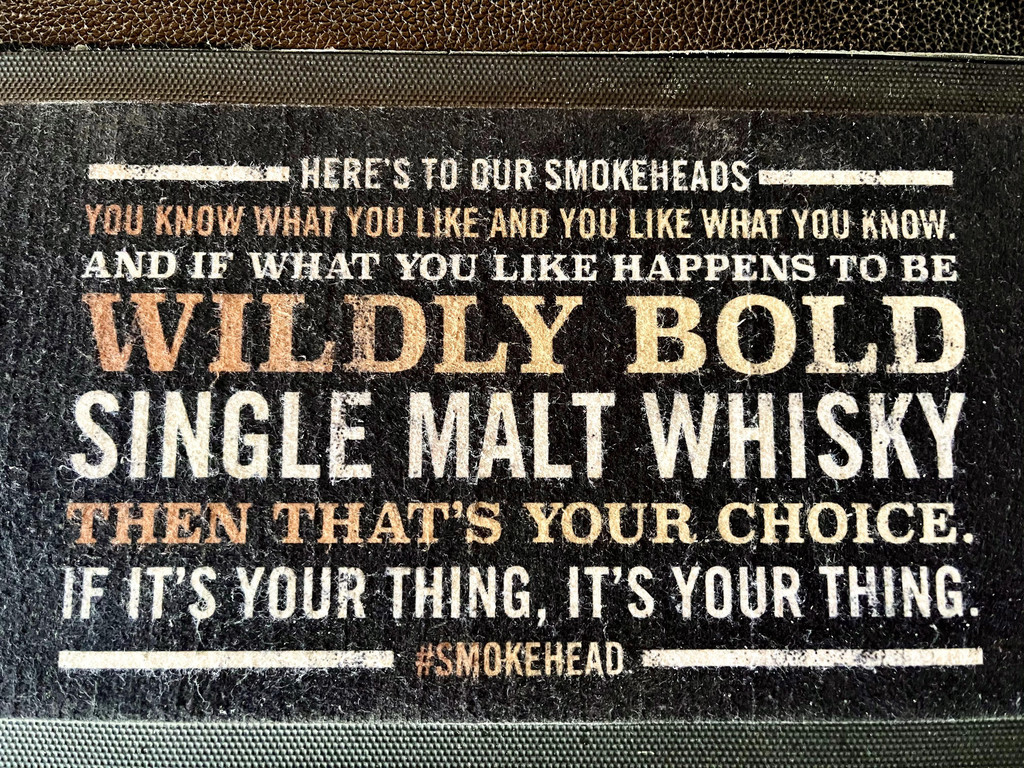 HERE'S TO OUR SMOKEHEADS
YOU KNOW WHAT YOU LIKE AND YOU LIKE WHAT YOU KNOW.
AND IF WHAT YOU LIKE HAPPENS TO BE
WILDLY BOLD
SINGLE MALT WHISKY
THEN THAT'S YOUR CHOICE.
IF IT'S YOUR THING, IT'S YOUR THING.
#SMOKEHEAD